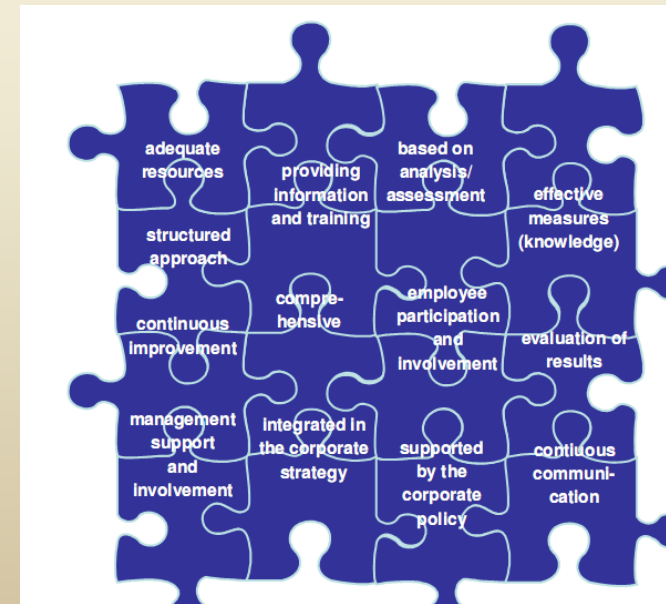 adequate
resources
providing
information
and training
based on
analysis/
assessment
effective
measures
(knowledge)
structured
approach
compre-
hensive
employee
participation
and
involvement
continuous
improvement
evaluation of
results
management
support
and
involvement
integrated in
the corporate
strategy
supported
by the
corporate
policy
contiuous
communi-
cation